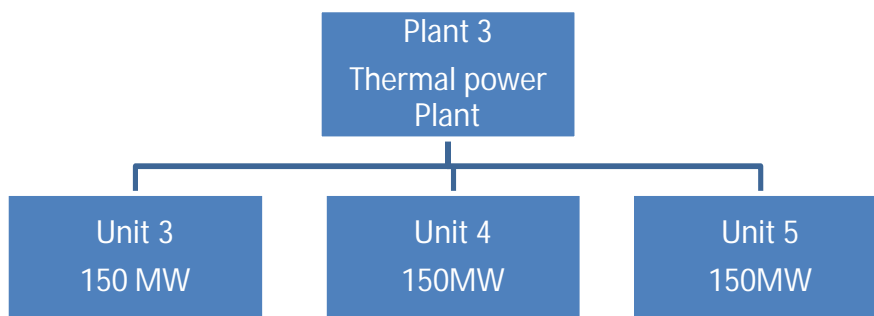 Plant 3
Thermal power
Plant
Unit 3
150 MW
Unit 4
150MW
Unit 5
150MW